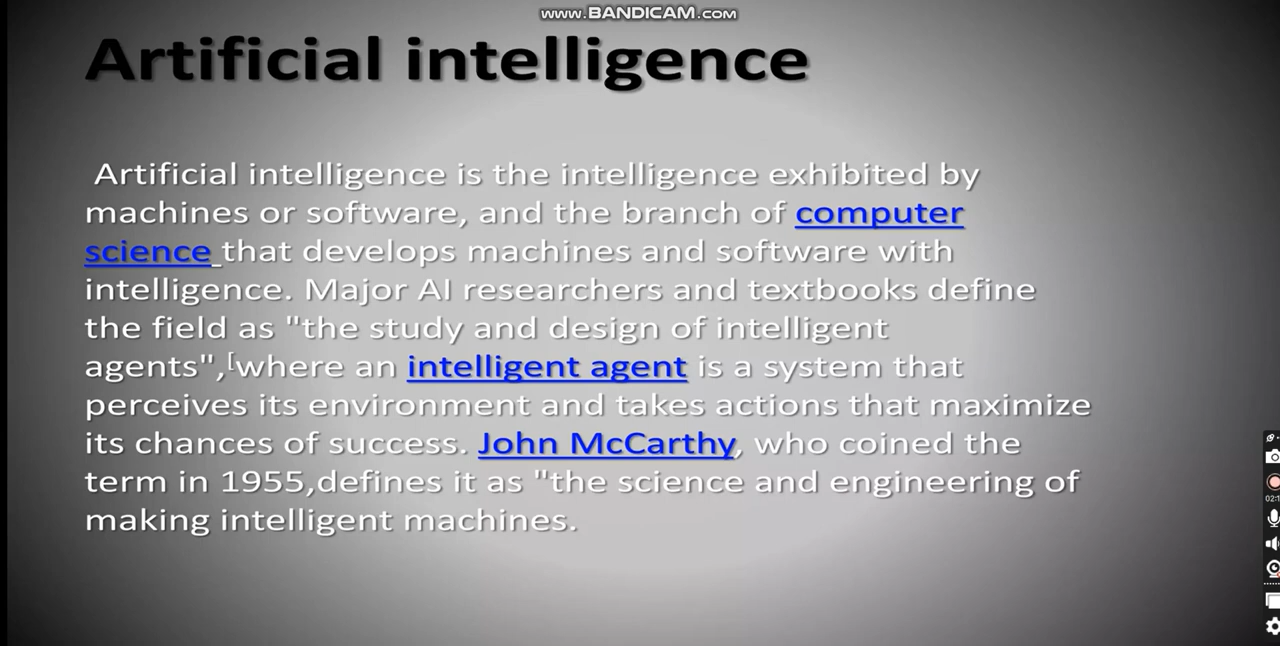 www.BANDICAM.com
Artificial intelligence
Artificial intelligence is the intelligence exhibited by
machines or software, and the branch of computer
science that develops machines and software with
intelligence. Major AI researchers and textbooks define
the field as "the study and design of intelligent
agents",[where an intelligent agent is a system that
perceives its environment and takes actions that maximize
its chances of success. John McCarthy, who coined the
term in 1955,defines it as "the science and engineering of
making intelligent machines.